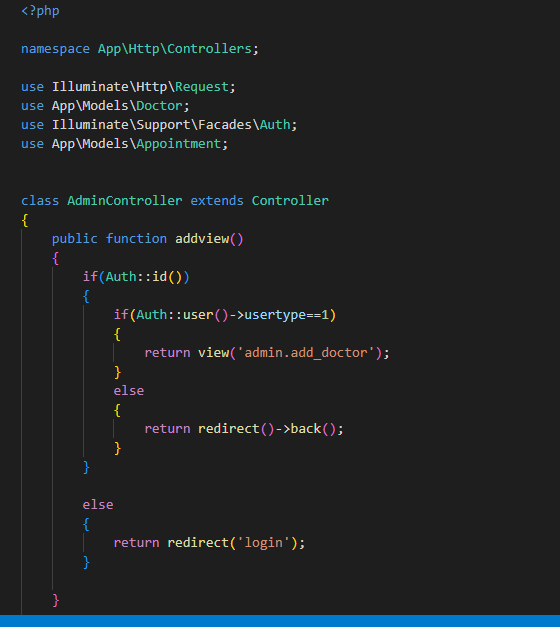 <?php
namespace App\Http\Controllers;
use Illuminate\Http\Request;
use App\Models\Doctor;
use Illuminate\Support\Facades\Auth;
use App\Models\Appointment;
class AdminController extends Controller
{
    public function addview()
    {
        if(Auth::id())
        {
            if(Auth::user()->usertype==1)
            {
                return view('admin.add_doctor');
            }
            else
            {
                return redirect()->back();
            }
        }
        else
        {
            return redirect('login');
        }
    }